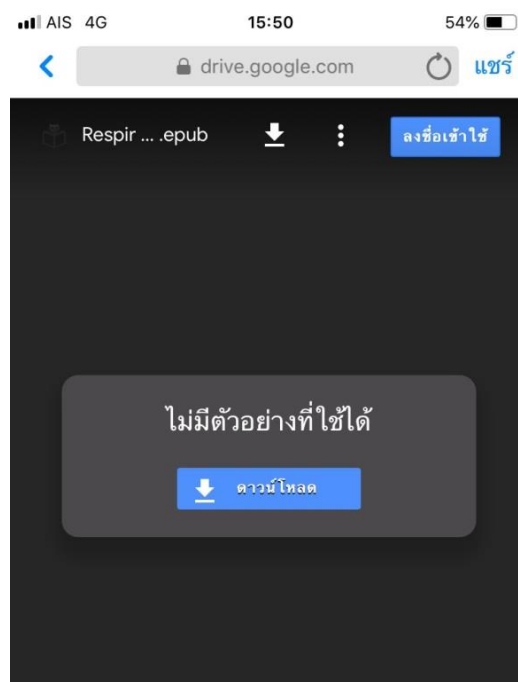 AIS 4G 15:50 54%
drive.google.com แชร์
Respir ... .epub ลงชื่อเข้าใช้
ไม่มีตัวอย่างที่ใช้ได้
ดาวน์โหลด